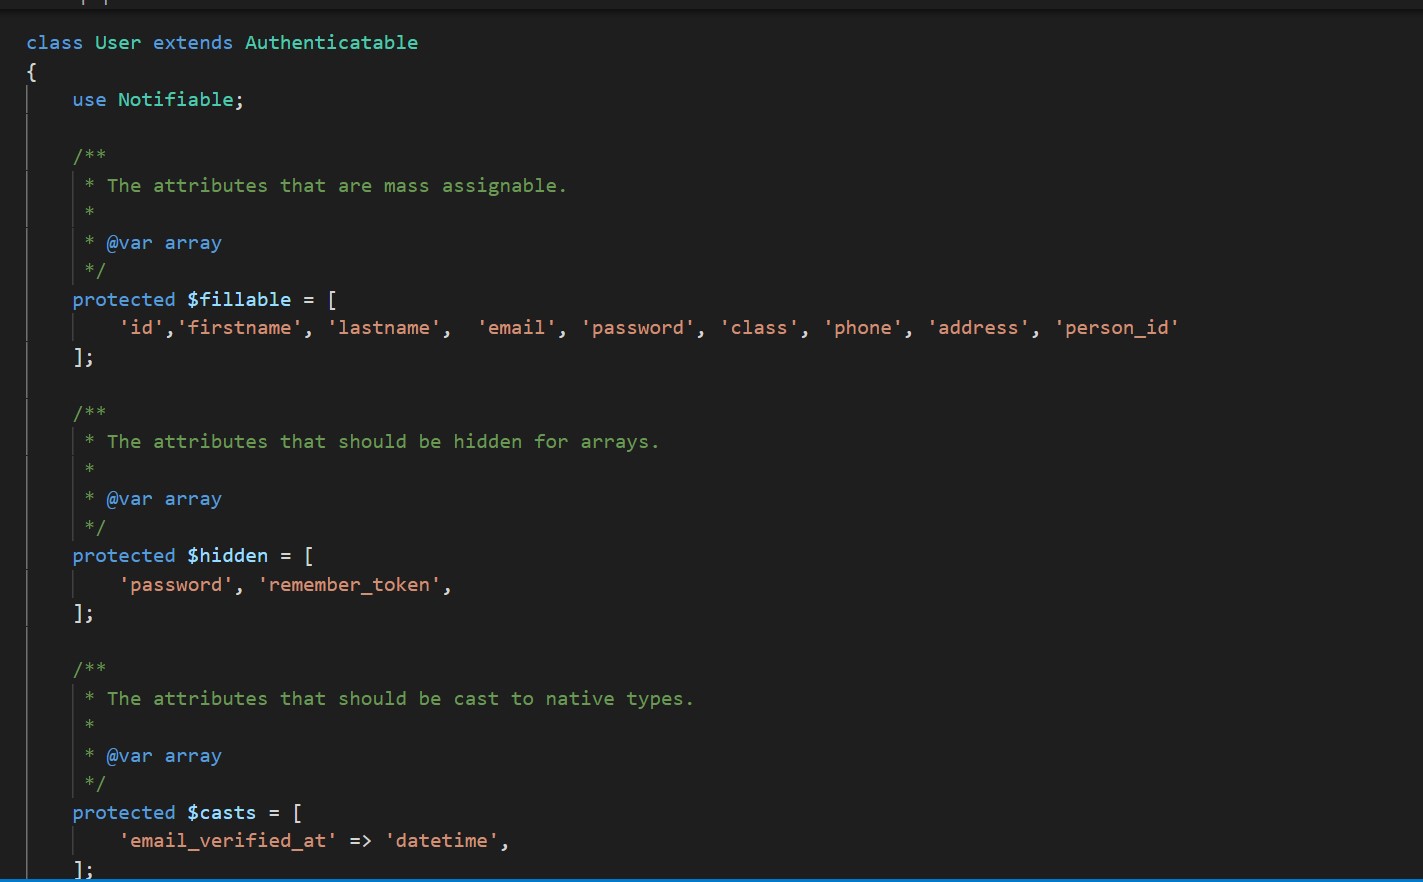 class User extends Authenticatable
{
use Notifiable;
/**
* The attributes that are mass assignable.
*
* @var array
*/
protected $fillable = [
'id','firstname', 'lastname',  'email', 'password', 'class', 'phone', 'address', 'person_id'
];
/**
* The attributes that should be hidden for arrays.
*
* @var array
*/
protected $hidden = [
'password', 'remember_token',
];
/**
* The attributes that should be cast to native types.
*
* @var array
*/
protected $casts = [
'email_verified_at' => 'datetime',
];